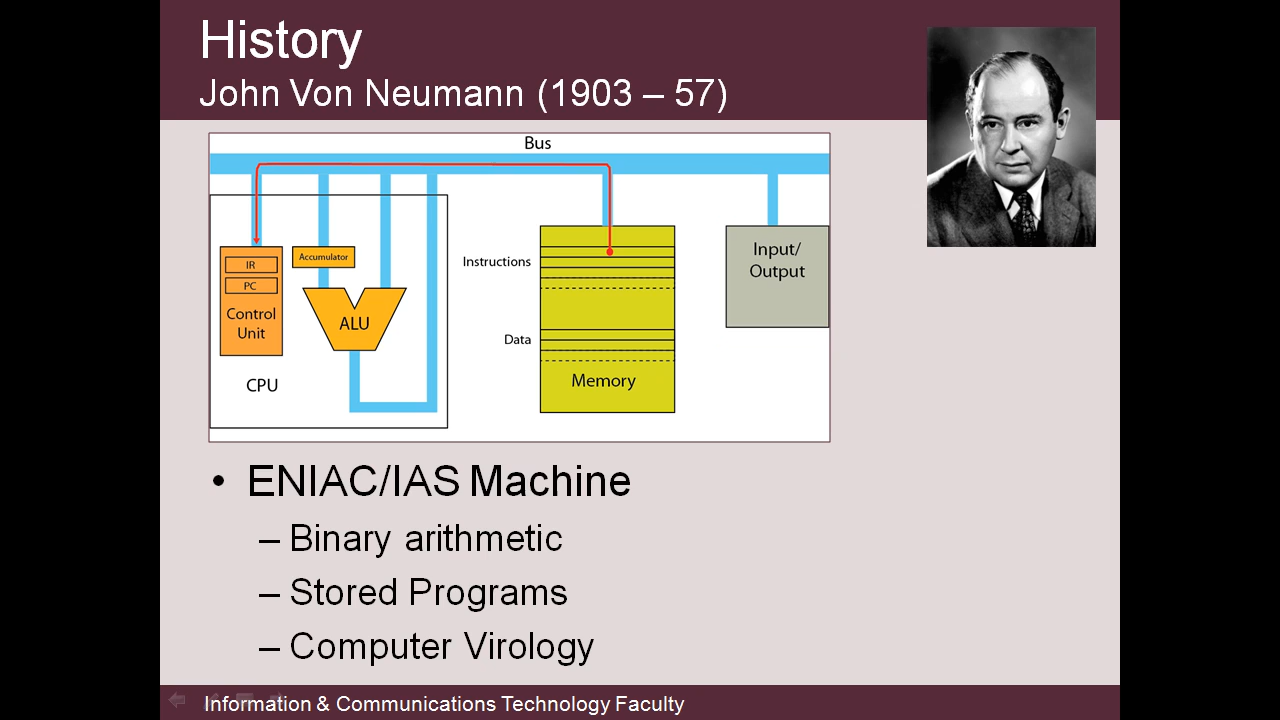 History
John Von Neumann (1903 – 57)
Bus
IR
PC
Control
Unit
Accumulator
ALU
CPU
Instructions
Data
Memory
Input/
Output
• ENIAC/IAS Machine
– Binary arithmetic
– Stored Programs
– Computer Virology
Information & Communications Technology Faculty